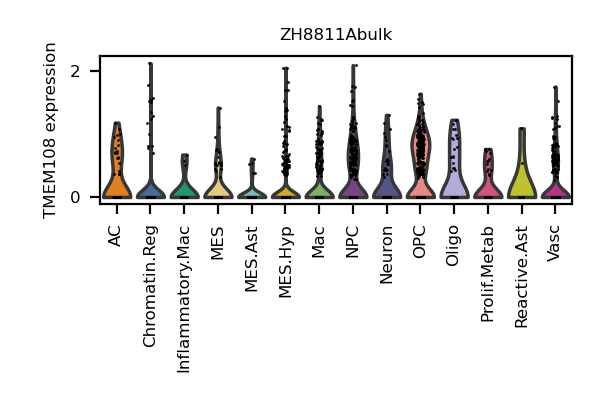 ZH8811Abulk
TMEM108 expression
2
0
AC
Chromatin.Reg
Inflammatory.Mac
MES
MES.Ast
MES.Hyp
Mac
NPC
Neuron
OPC
Oligo
Prolif.Metab
Reactive.Ast
Vasc